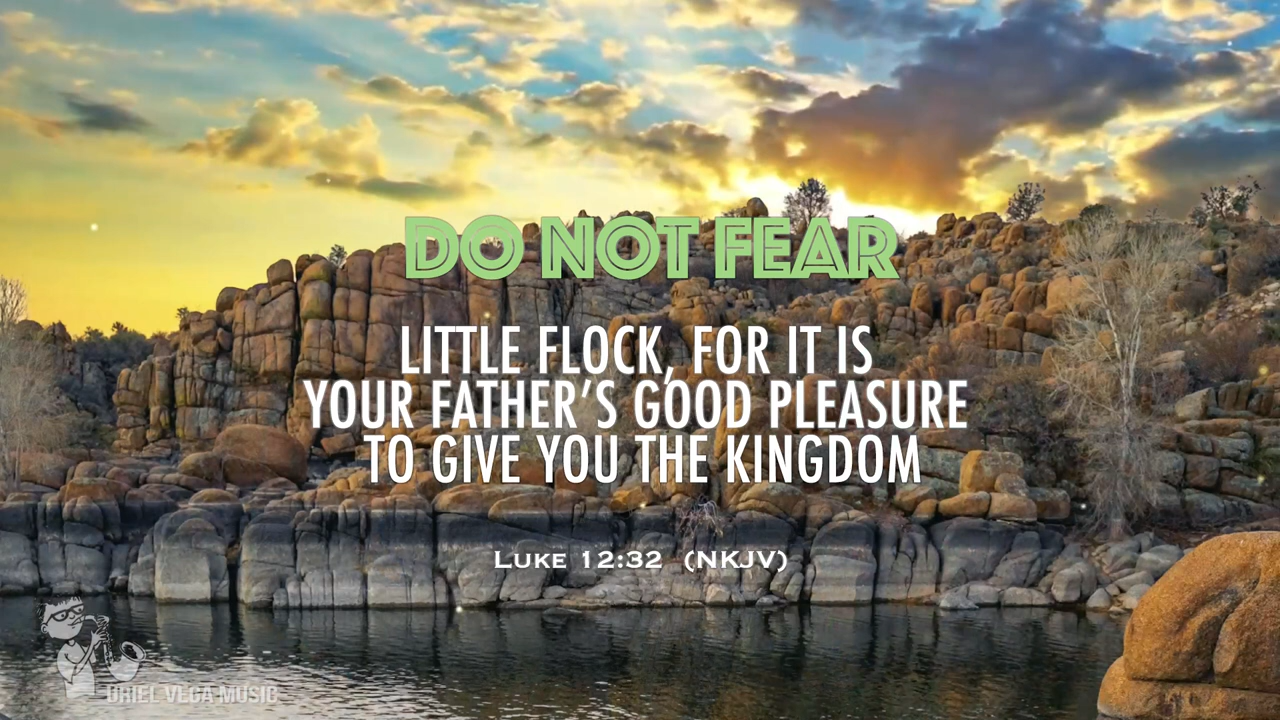 DO NOT FEAR
LITTLE FLOCK, FOR IT IS
YOUR FATHER’S GOOD PLEASURE
TO GIVE YOU THE KINGDOM
LUKE 12:32 (NKJV)
URIEL VEGA MUSIC